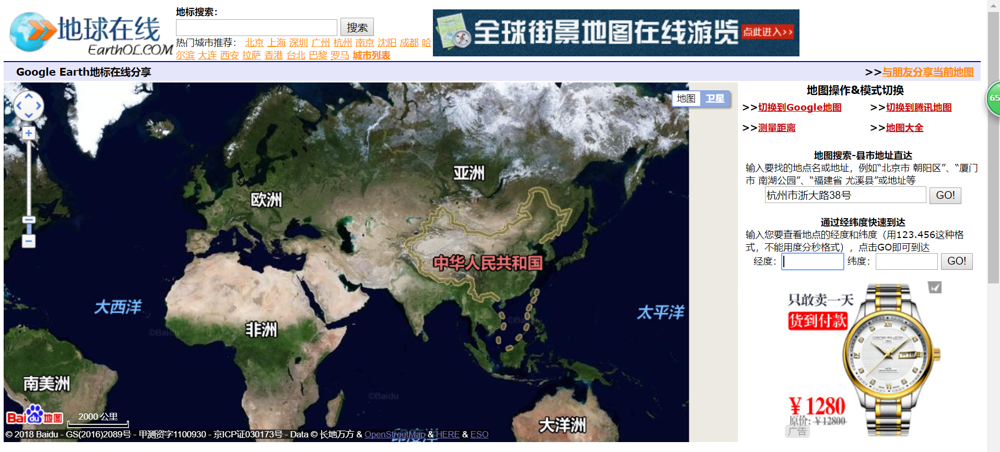 地球在线
EarthOL.COM
地标搜索：
搜索
热门城市推荐： 北京 上海 深圳 广州 杭州 南京 沈阳 成都 哈
尔滨 大连 西安 拉萨 香港 台北 巴黎 罗马 城市列表
全球街景地图在线游览 点此进入>>
Google Earth地标在线分享
>>与朋友分享当前地图
地图 卫星
亚洲
欧洲
中华人民共和国
大西洋
太平洋
非洲
©Baidu
©Baidu
©Baidu
南美洲
大洋洲
印度洋
Bai du 地图
2000 公里
© 2018 Baidu - GS(2016)2089号 - 甲测资字1100930 - 京ICP证030173号 - Data © 长地万方 & OpenStreetMap & HERE & ESO
地图操作&模式切换
>>切换到Google地图 >>切换到腾讯地图
>>测量距离 >>地图大全
65
地图搜索-县市地址直达
输入要找的地点名或地址，例如“北京市 朝阳区”、“厦门
市 南湖公园”、“福建省 尤溪县”或地址等
杭州市浙大路38号 GO!
通过经纬度快速到达
输入您要查看地点的经度和纬度（用123.456这种格
式，不能用度分秒格式），点击GO即可到达
经度： 纬度： GO!
只敢卖一天
货到付款
¥1280
原价：¥12800
广告